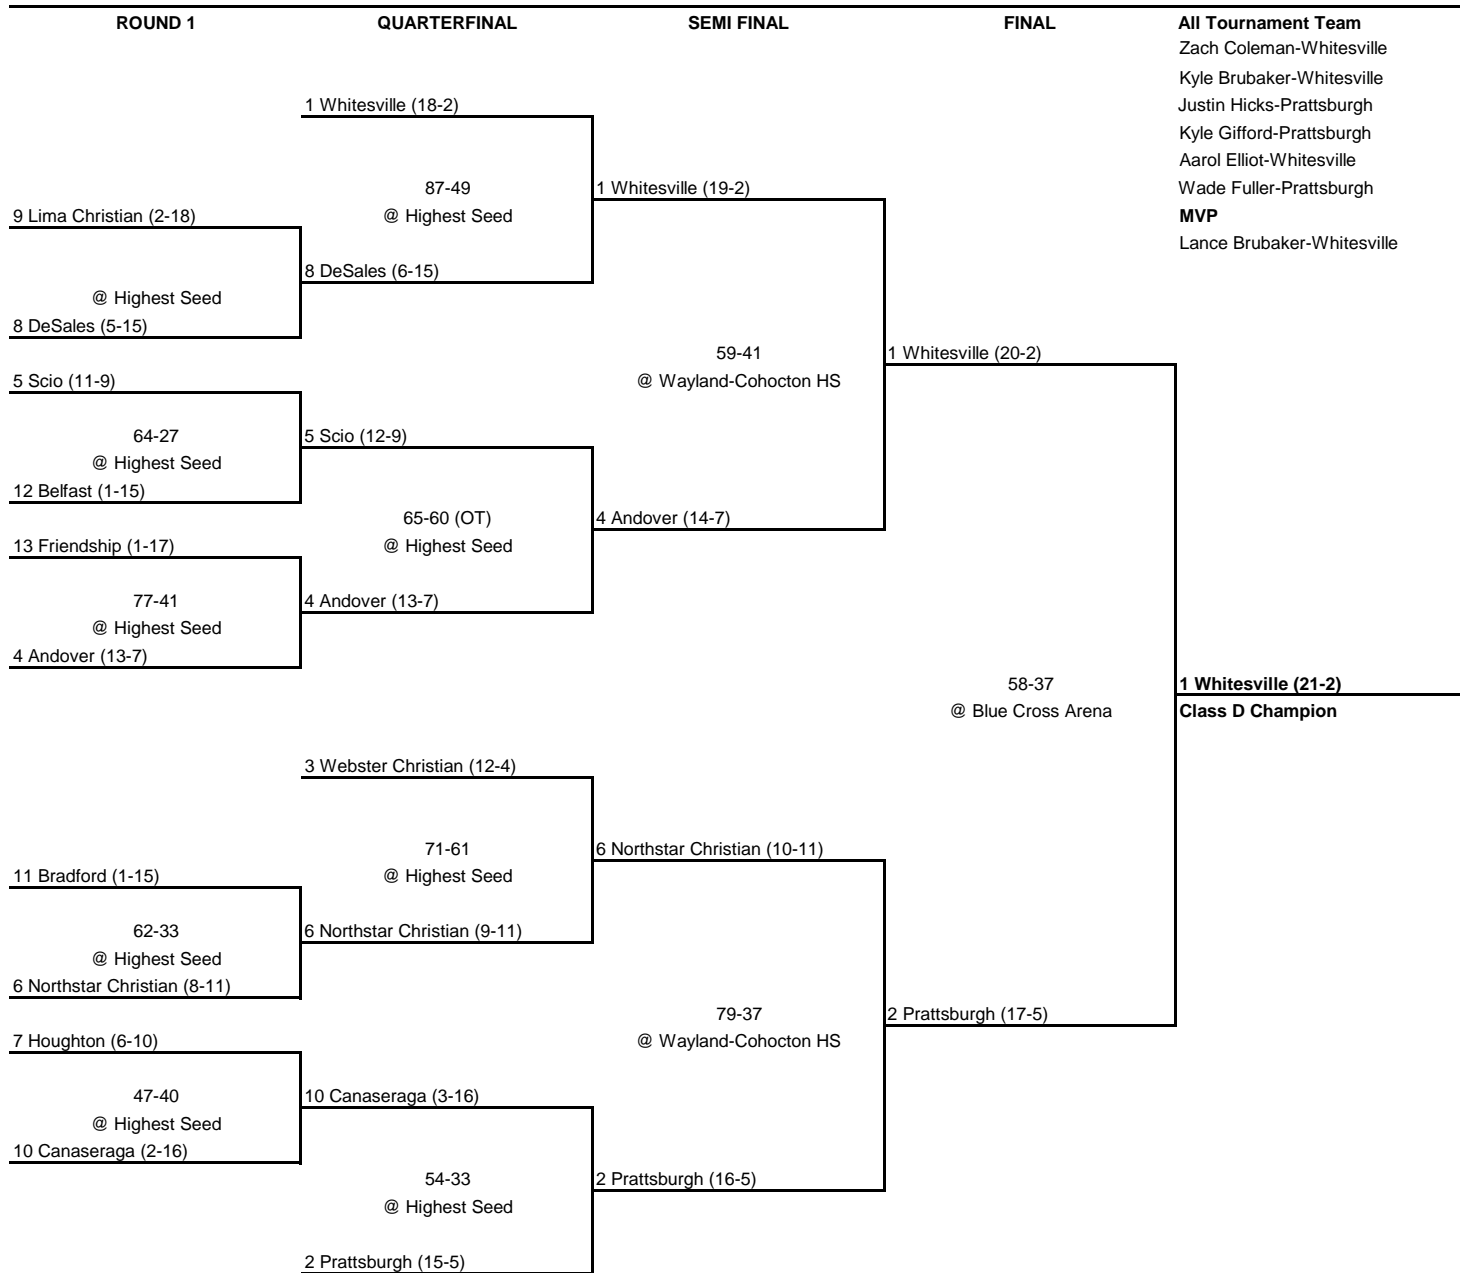 ROUND 1 QUARTERFINAL SEMI FINAL FINAL All Tournament Team
Zach Coleman-Whitesville
Kyle Brubaker-Whitesville
1 Whitesville (18-2) Justin Hicks-Prattsburgh
Kyle Gifford-Prattsburgh
Aarol Elliot-Whitesville
87-49 1 Whitesville (19-2) Wade Fuller-Prattsburgh
9 Lima Christian (2-18) @ Highest Seed MVP
Lance Brubaker-Whitesville
8 DeSales (6-15)
@ Highest Seed
8 DeSales (5-15)
59-41 1 Whitesville (20-2)
5 Scio (11-9) @ Wayland-Cohocton HS
64-27 5 Scio (12-9)
@ Highest Seed
12 Belfast (1-15)
65-60 (OT) 4 Andover (14-7)
13 Friendship (1-17) @ Highest Seed
77-41 4 Andover (13-7)
@ Highest Seed
4 Andover (13-7)
58-37 1 Whitesville (21-2)
@ Blue Cross Arena Class D Champion
3 Webster Christian (12-4)
71-61 6 Northstar Christian (10-11)
11 Bradford (1-15) @ Highest Seed
62-33 6 Northstar Christian (9-11)
@ Highest Seed
6 Northstar Christian (8-11)
79-37 2 Prattsburgh (17-5)
7 Houghton (6-10) @ Wayland-Cohocton HS
47-40 10 Canaseraga (3-16)
@ Highest Seed
10 Canaseraga (2-16)
54-33 2 Prattsburgh (16-5)
@ Highest Seed
2 Prattsburgh (15-5)